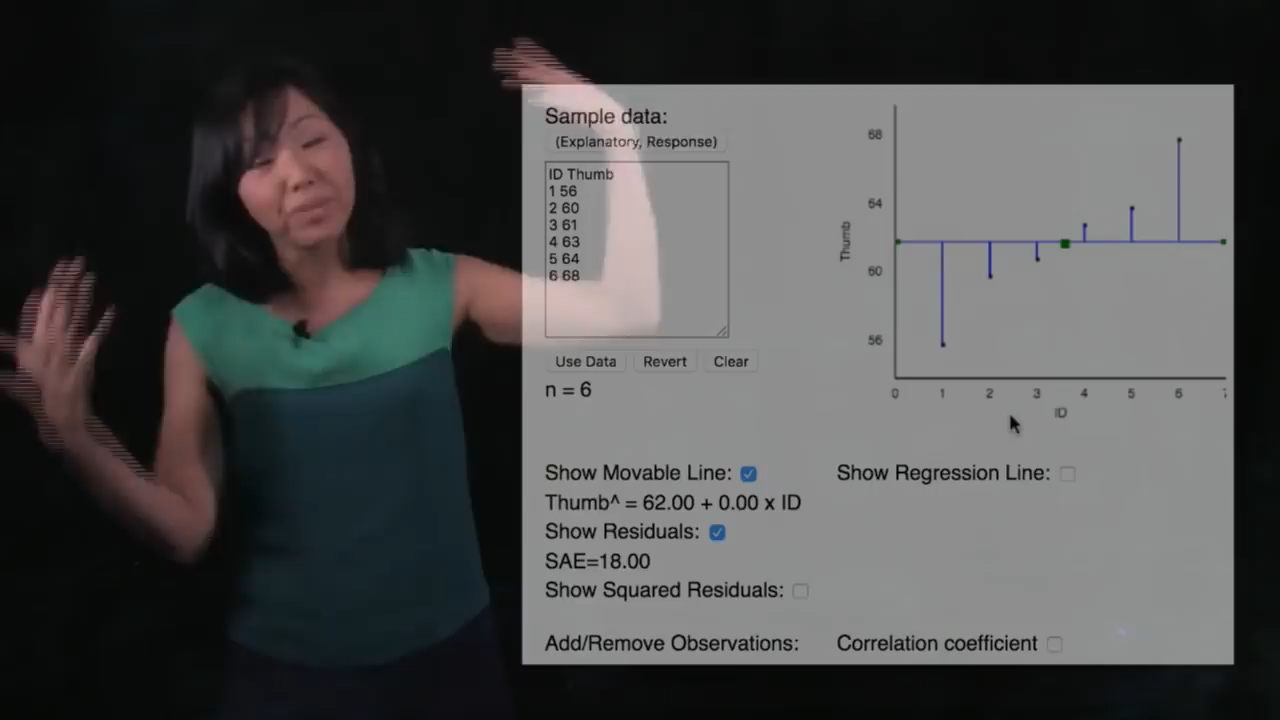 Sample data:
(Explanatory, Response)
ID Thumb
1 56
2 60
3 61
4 63
5 64
6 68
Use Data Revert Clear
n = 6
68
64
60
56
Thumb
0 1 2 3 4 5 6 7
ID
Show Movable Line:
Thumb^ = 62.00 + 0.00 x ID
Show Residuals:
SAE=18.00
Show Squared Residuals:
Add/Remove Observations:
Show Regression Line:
Correlation coefficient